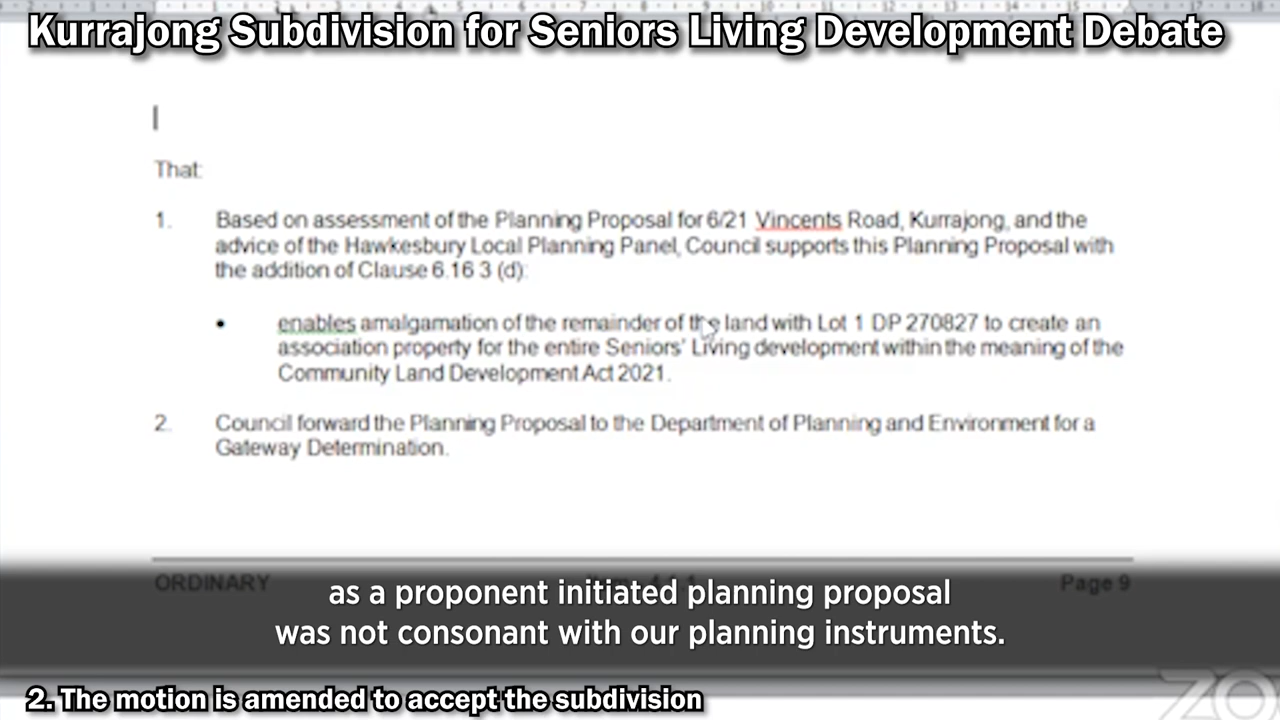 Kurrajong Subdivision for Seniors Living Development Debate
That:
1. Based on assessment of the Planning Proposal for 6/21 Vincents Road, Kurrajong, and the
advice of the Hawkesbury Local Planning Panel, Council supports this Planning Proposal with
the addition of Clause 6.16 3 (d):
• enables amalgamation of the remainder of the land with Lot 1 DP 270827 to create an
association property for the entire Seniors' Living development within the meaning of the
Community Land Development Act 2021.
2. Council forward the Planning Proposal to the Department of Planning and Environment for a
Gateway Determination.
ORDINARY Page 9
as a proponent initiated planning proposal
was not consonant with our planning instruments.
2. The motion is amended to accept the subdivision